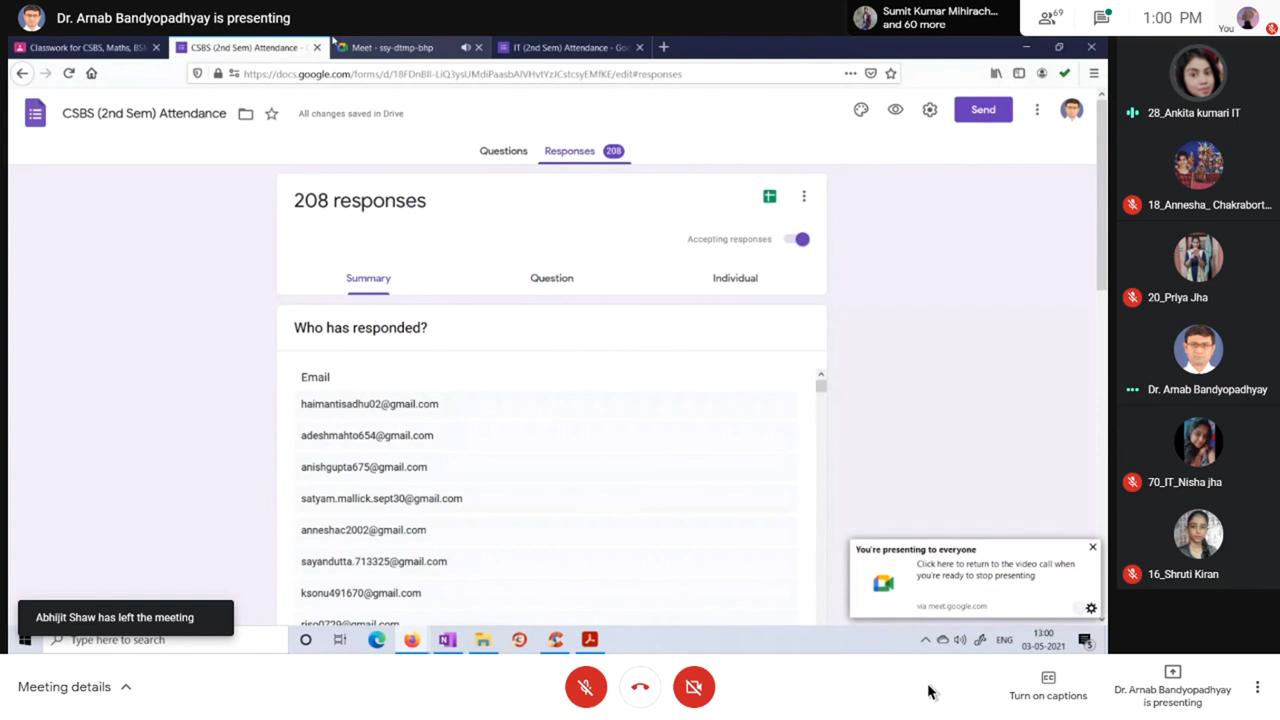 Dr. Arnab Bandyopadhyay is presenting
Sumit Kumar Mihirach...
and 60 more
69
1:00 PM
You
Classwork for CSBS, Maths, BSM
CSBS (2nd Sem) Attendance -
Meet - ssy-dtmp-bhp
IT (2nd Sem) Attendance - Goo
CSBS (2nd Sem) Attendance
All changes saved in Drive
Send
Questions
Responses 208
208 responses
Accepting responses
Summary
Question
Individual
Who has responded?
Email
haimantisadhu02@gmail.com
adeshmahto654@gmail.com
anishgupta675@gmail.com
satyam.mallick.sept30@gmail.com
anneshac2002@gmail.com
sayandutta.713325@gmail.com
ksonu491670@gmail.com
riso0729@gmail.com
28_Ankita kumari IT
18_Annesha_ Chakrabort...
20_Priya Jha
Dr. Arnab Bandyopadhyay
70_IT_Nisha jha
16_Shruti Kiran
You're presenting to everyone
Click here to return to the video call when
you're ready to stop presenting
via meet.google.com
Abhijit Shaw has left the meeting
Type here to search
ENG
13:00
03-05-2021
5
Meeting details
Turn on captions
Dr. Arnab Bandyopadhyay
is presenting